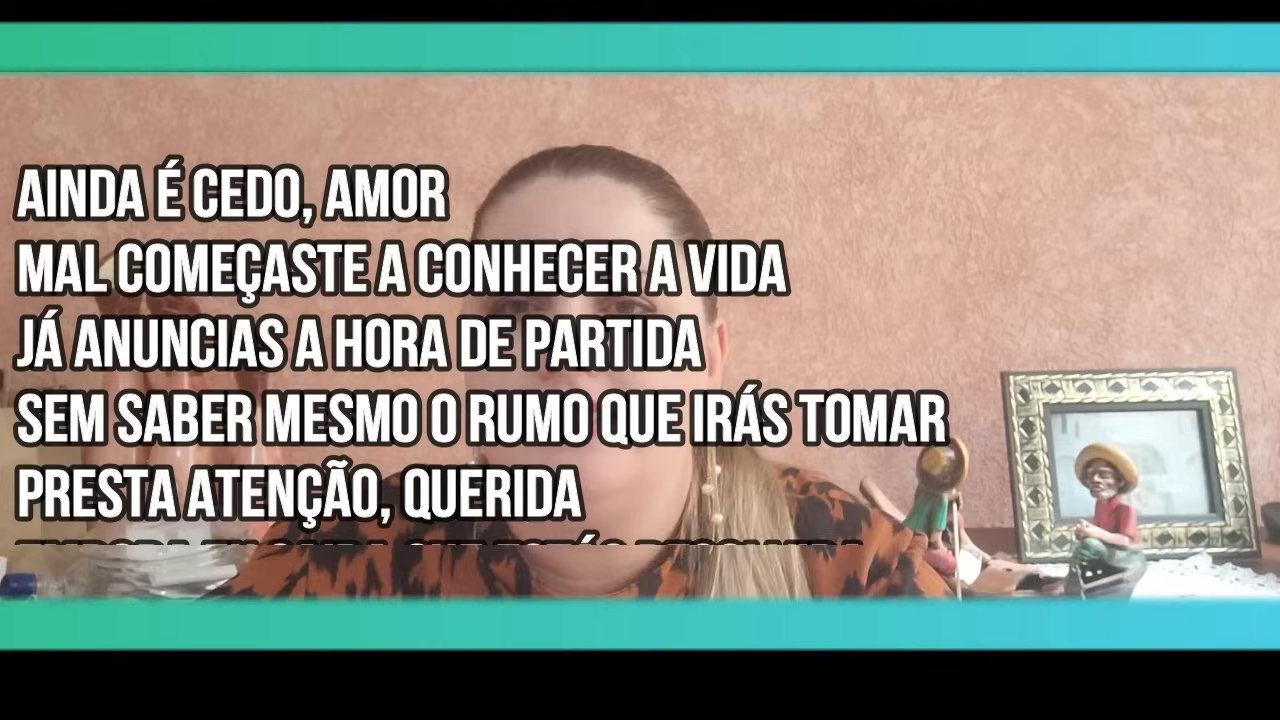 AINDA É CEDO, AMOR
MAL COMEÇASTE A CONHECER A VIDA
JÁ ANUNCIAS A HORA DE PARTIDA
SEM SABER MESMO O RUMO QUE IRÁS TOMAR
PRESTA ATENÇÃO, QUERIDA